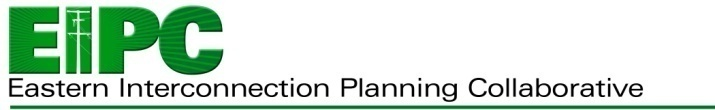 EIPC
Eastern Interconnection Planning Collaborative